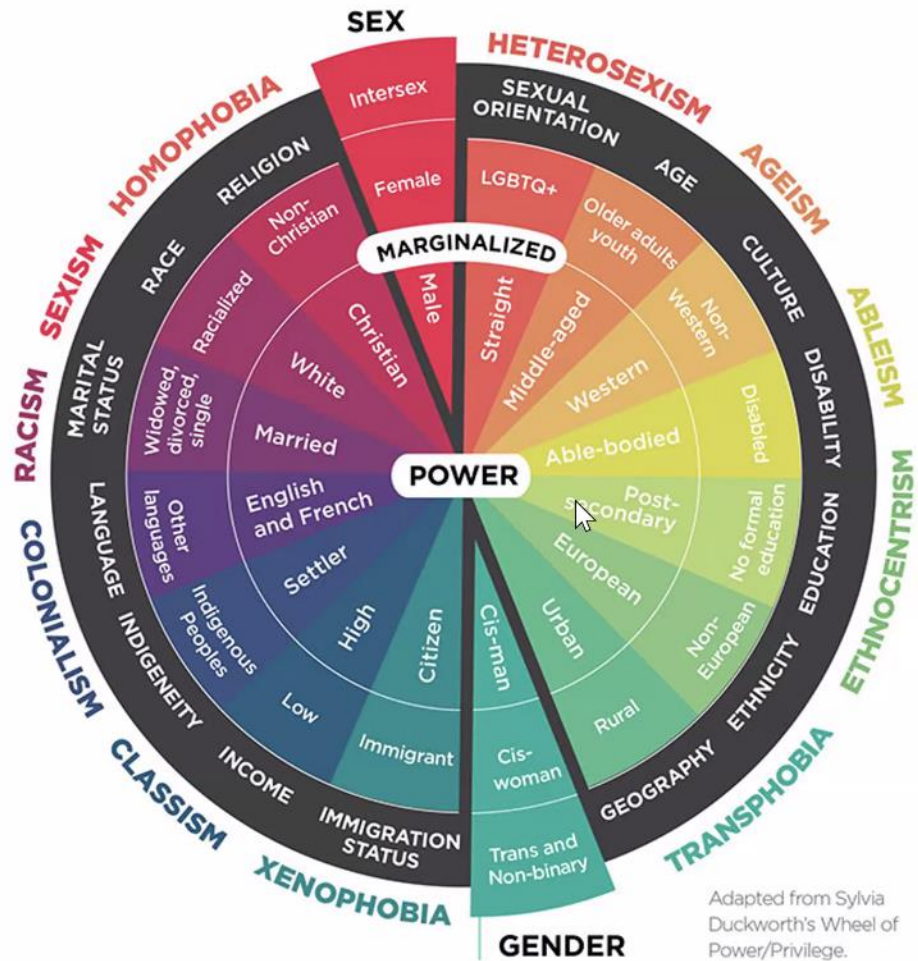 SEX
Intersex
Female
Male
HETEROSEXISM
SEXUAL
ORIENTATION
LGBTQ+
Straight
AGEISM
AGE
Older adults
youth
Middle-aged
CULTURE
Non-
Western
Western
ABLEISM
DISABILITY
Disabled
Able-bodied
EDUCATION
No formal
education
Post-
secondary
ETHNOCENTRISM
ETHNICITY
Non-
European
European
GEOGRAPHY
Rural
Urban
TRANSPHOBIA
GENDER
Trans and
Non-binary
Cis-
woman
Cis-man
XENOPHOBIA
IMMIGRATION
STATUS
Immigrant
Citizen
CLASSISM
INCOME
Low
High
COLONIALISM
INDIGENEITY
Indigenous
Peoples
Settler
LANGUAGE
Other
languages
English
and French
RACISM
MARITAL
STATUS
Widowed,
divorced,
single
Married
SEXISM
RACE
Racialized
White
HOMOPHOBIA
RELIGION
Non-
Christian
Christian
MARGINALIZED
POWER
Adapted from Sylvia
Duckworth's Wheel of
Power/Privilege.